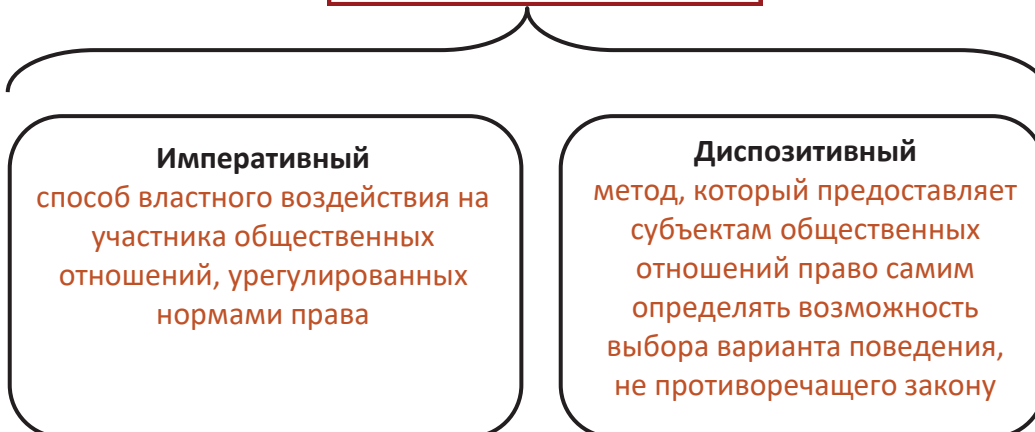 Императивный
способ властного воздействия на
участника общественных
отношений, урегулированных
нормами права
Диспозитивный
метод, который предоставляет
субъектам общественных
отношений право самим
определять возможность
выбора варианта поведения,
не противоречащего закону